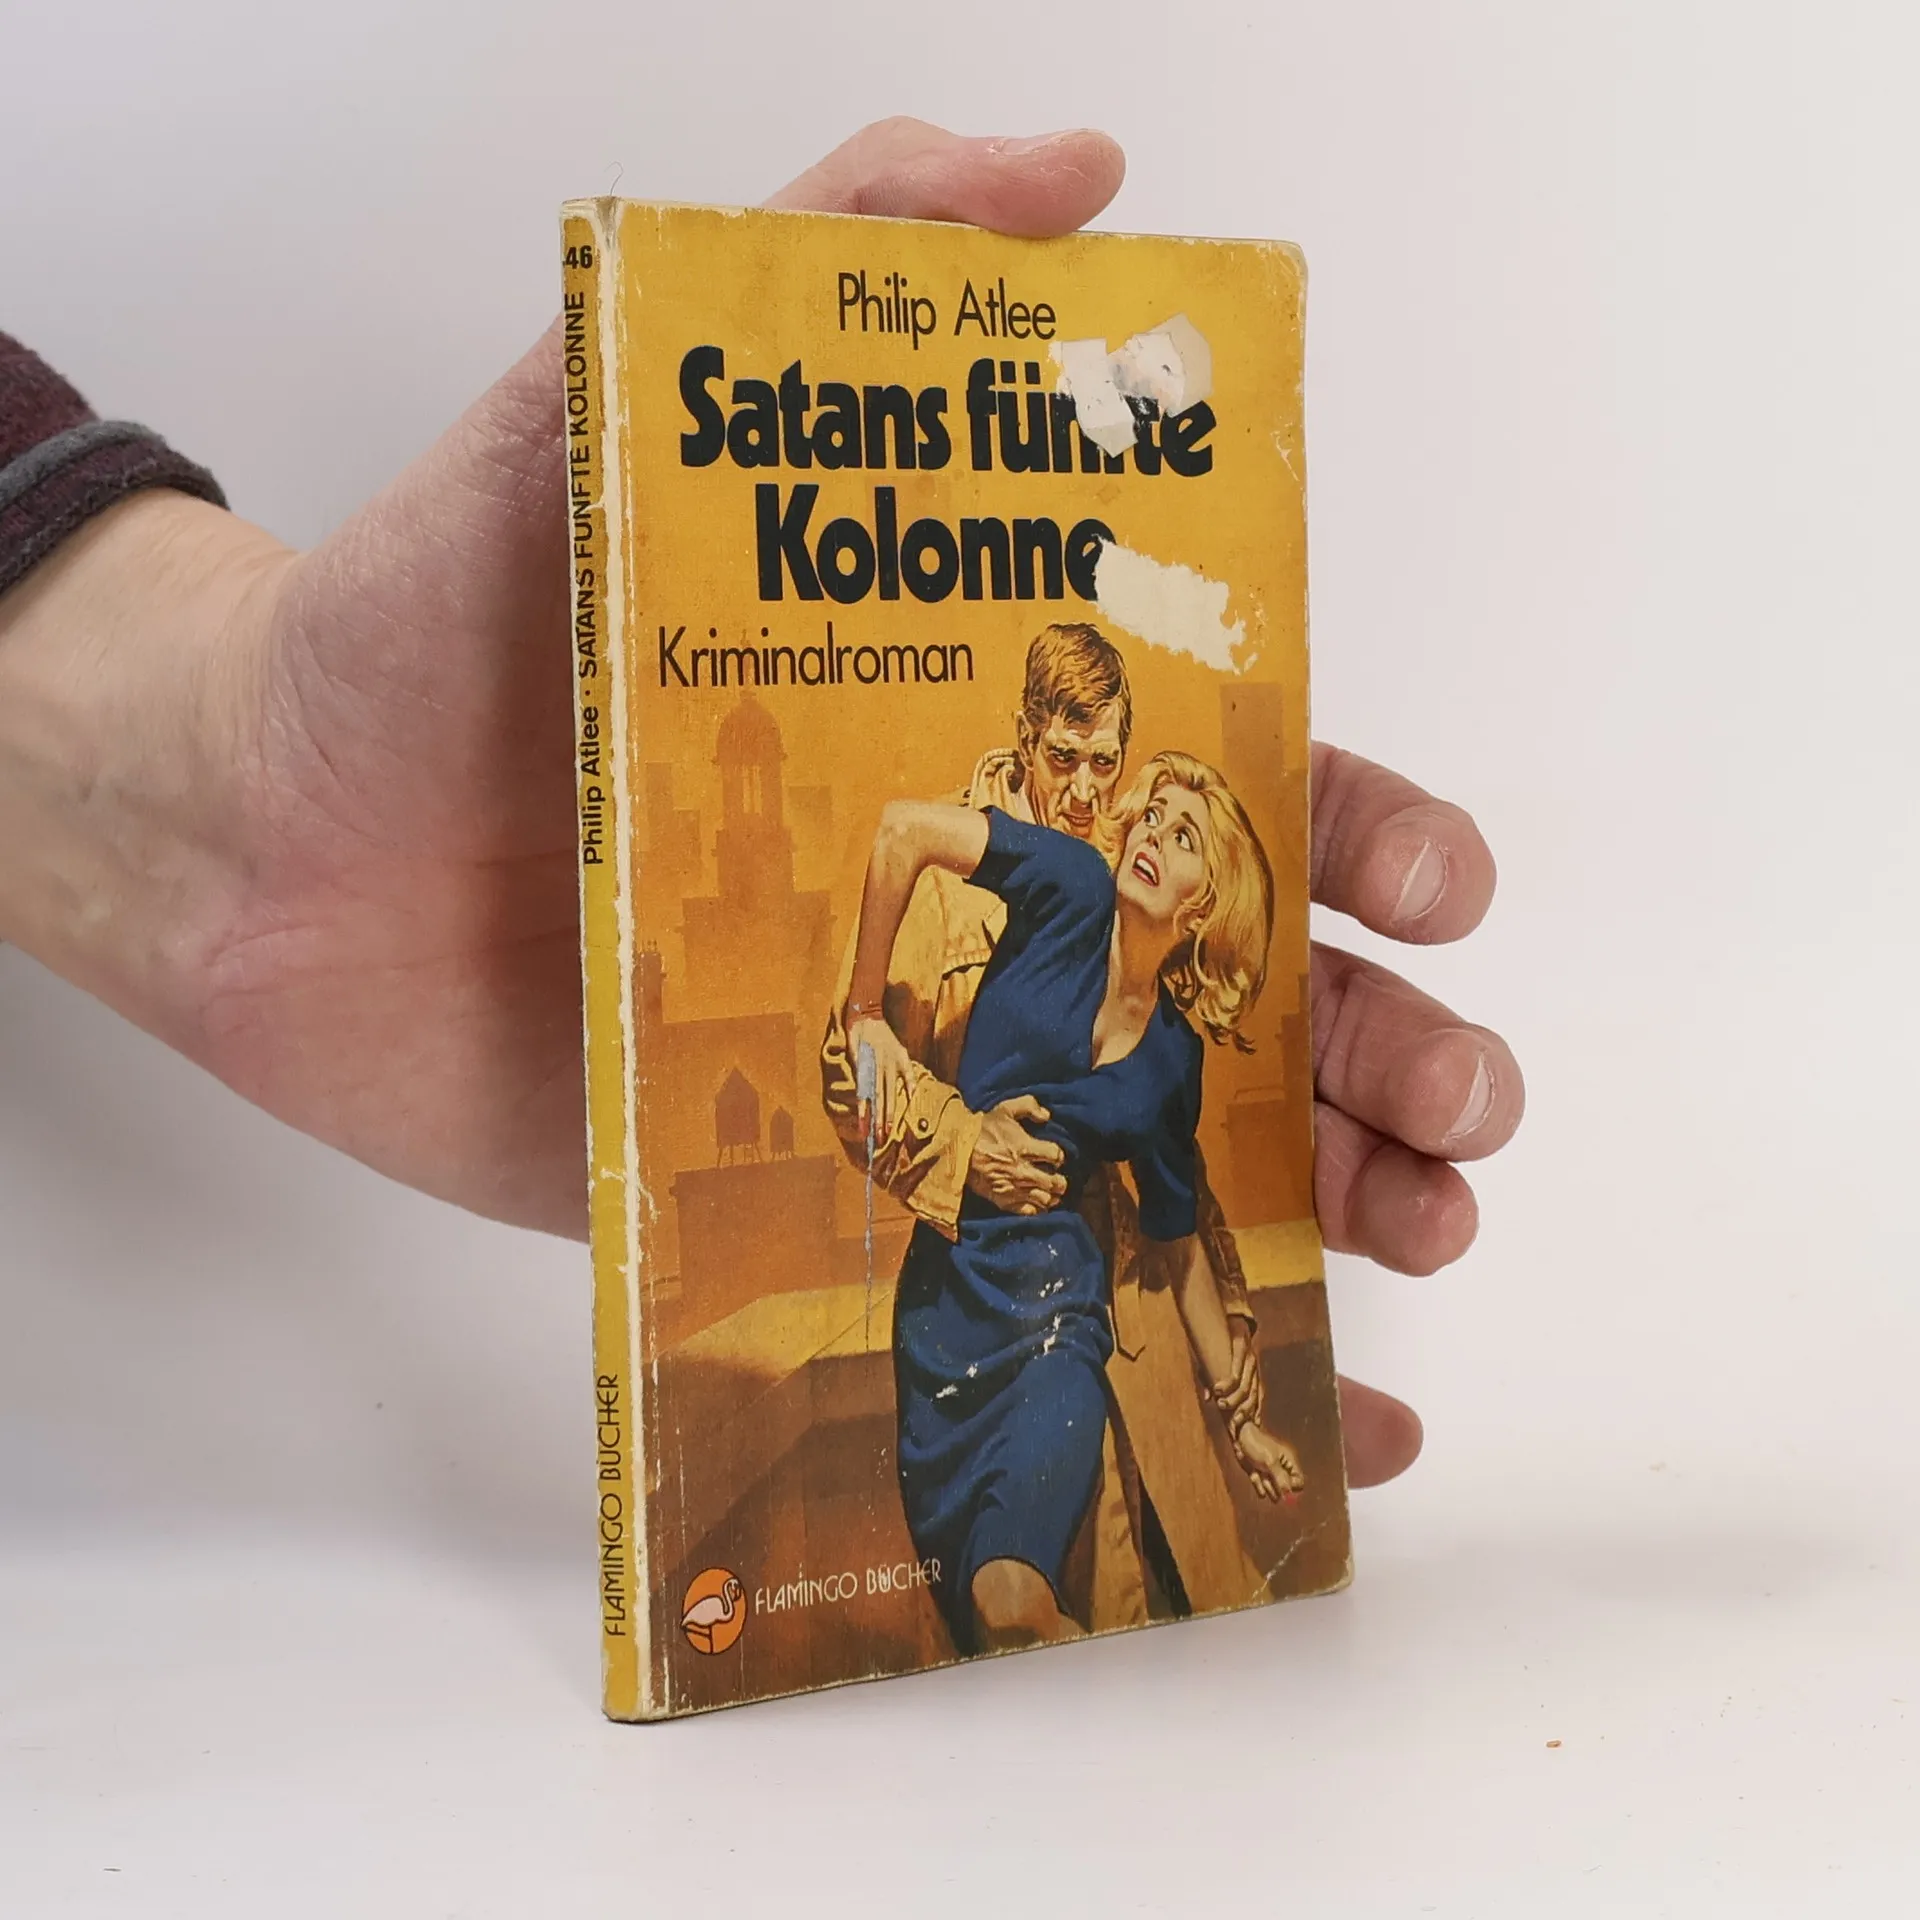 Philip Atlee
Satans fünfte
Kolonne
Kriminalroman
FLAMINGO BÜCHER
46
Philip Atlee · SATANS FÜNFTE KOLONNE
FLAMINGO BÜCHER